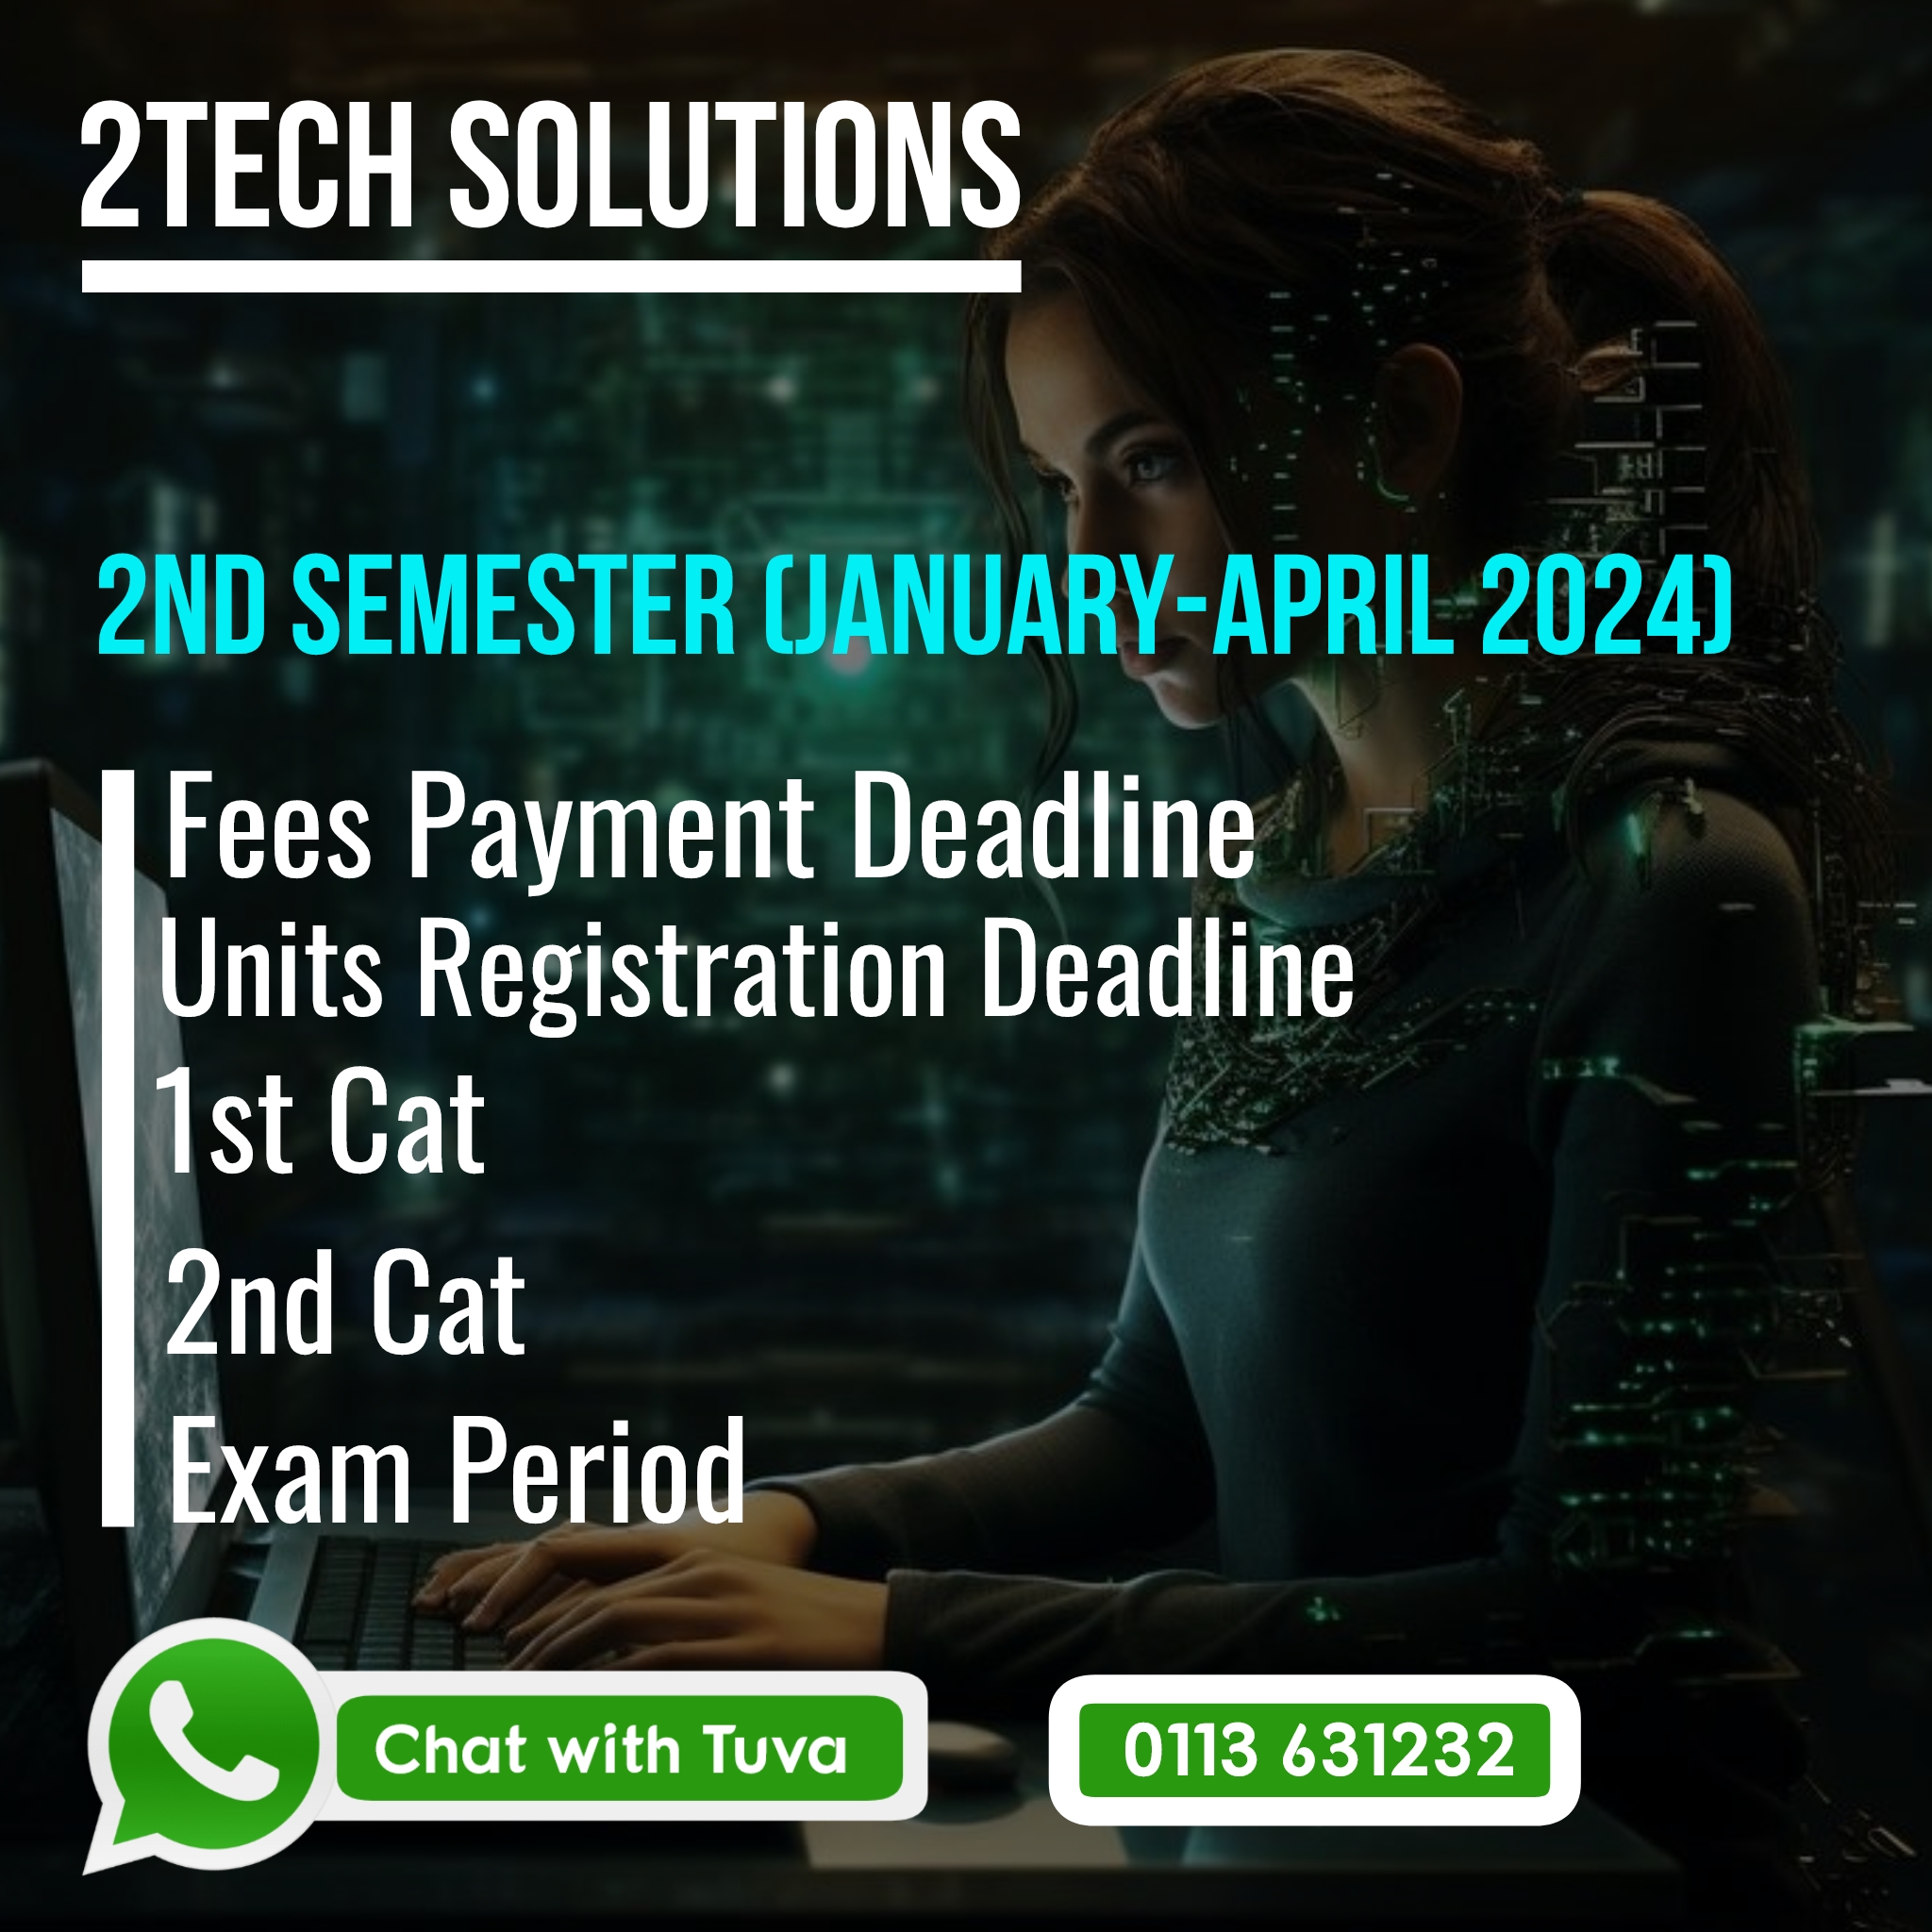 2TECH SOLUTIONS
2ND SEMESTER (JANUARY-APRIL 2024)
Fees Payment Deadline
Units Registration Deadline
1st Cat
2nd Cat
Exam Period
Chat with Tuva
0113 631232